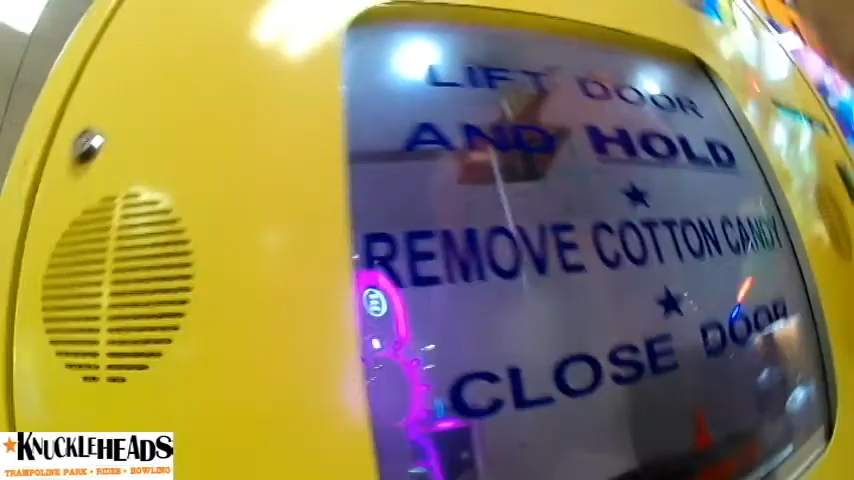 LIFT DOOR
AND HOLD
★
REMOVE COTTON CANDY
★
CLOSE DOOR
KNUCKLEHEADS
TRAMPOLINE PARK • RIDES • BOWLING